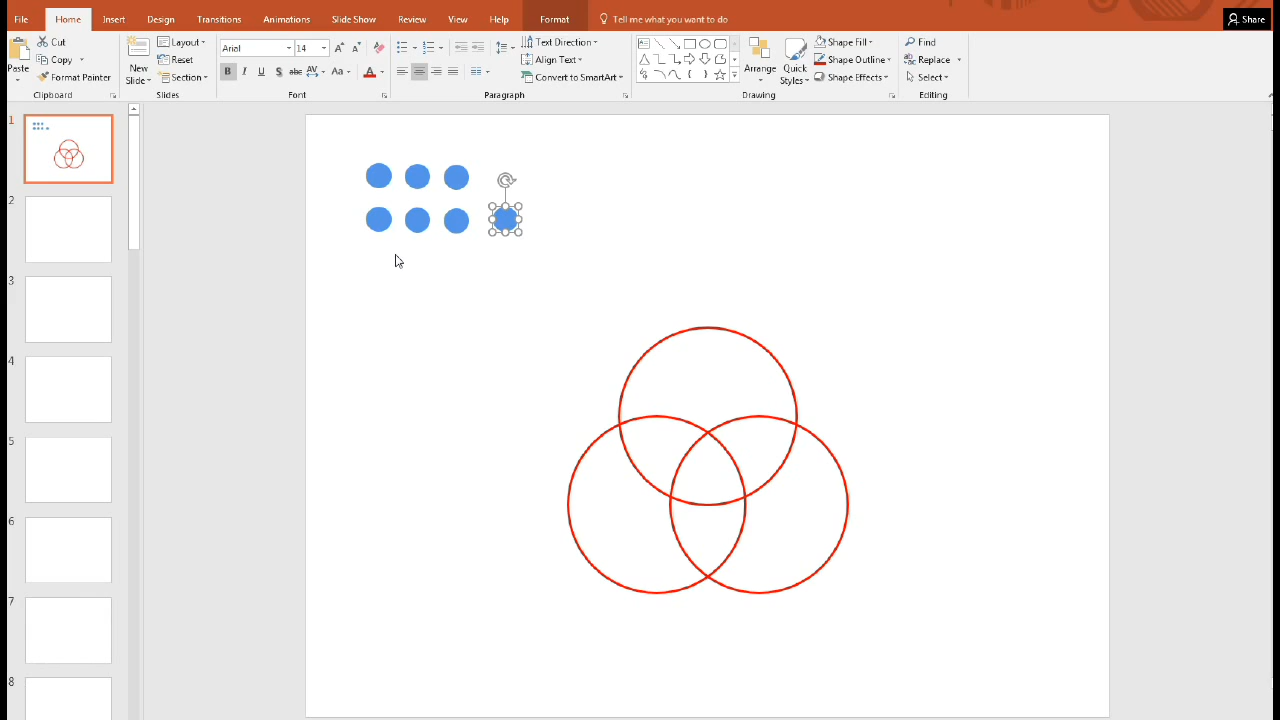 File Home Insert Design Transitions Animations Slide Show Review View Help Format Tell me what you want to do Share
Paste Cut Copy Format Painter Clipboard
New Slide Layout Reset Section Slides
Arial 14 B I U S abc AV Aa A Font
Text Direction Align Text Convert to SmartArt Paragraph
Arrange Quick Styles Shape Fill Shape Outline Shape Effects Drawing
Find Replace Select Editing
1
2
3
4
5
6
7
8